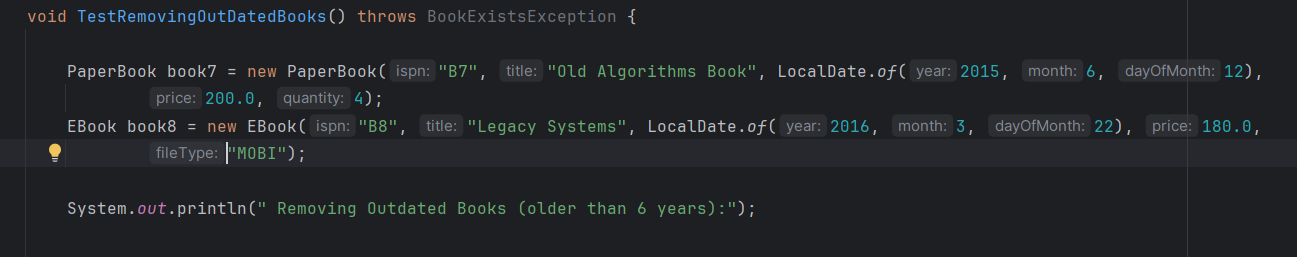 void TestRemovingOutDatedBooks() throws BookExistsException {
PaperBook book7 = new PaperBook( ispn: "B7", title: "Old Algorithms Book", LocalDate.of( year: 2015, month: 6, dayOfMonth: 12),
price: 200.0, quantity: 4);
EBook book8 = new EBook( ispn: "B8", title: "Legacy Systems", LocalDate.of( year: 2016, month: 3, dayOfMonth: 22), price: 180.0,
fileType: "MOBI");
System.out.println(" Removing Outdated Books (older than 6 years):");